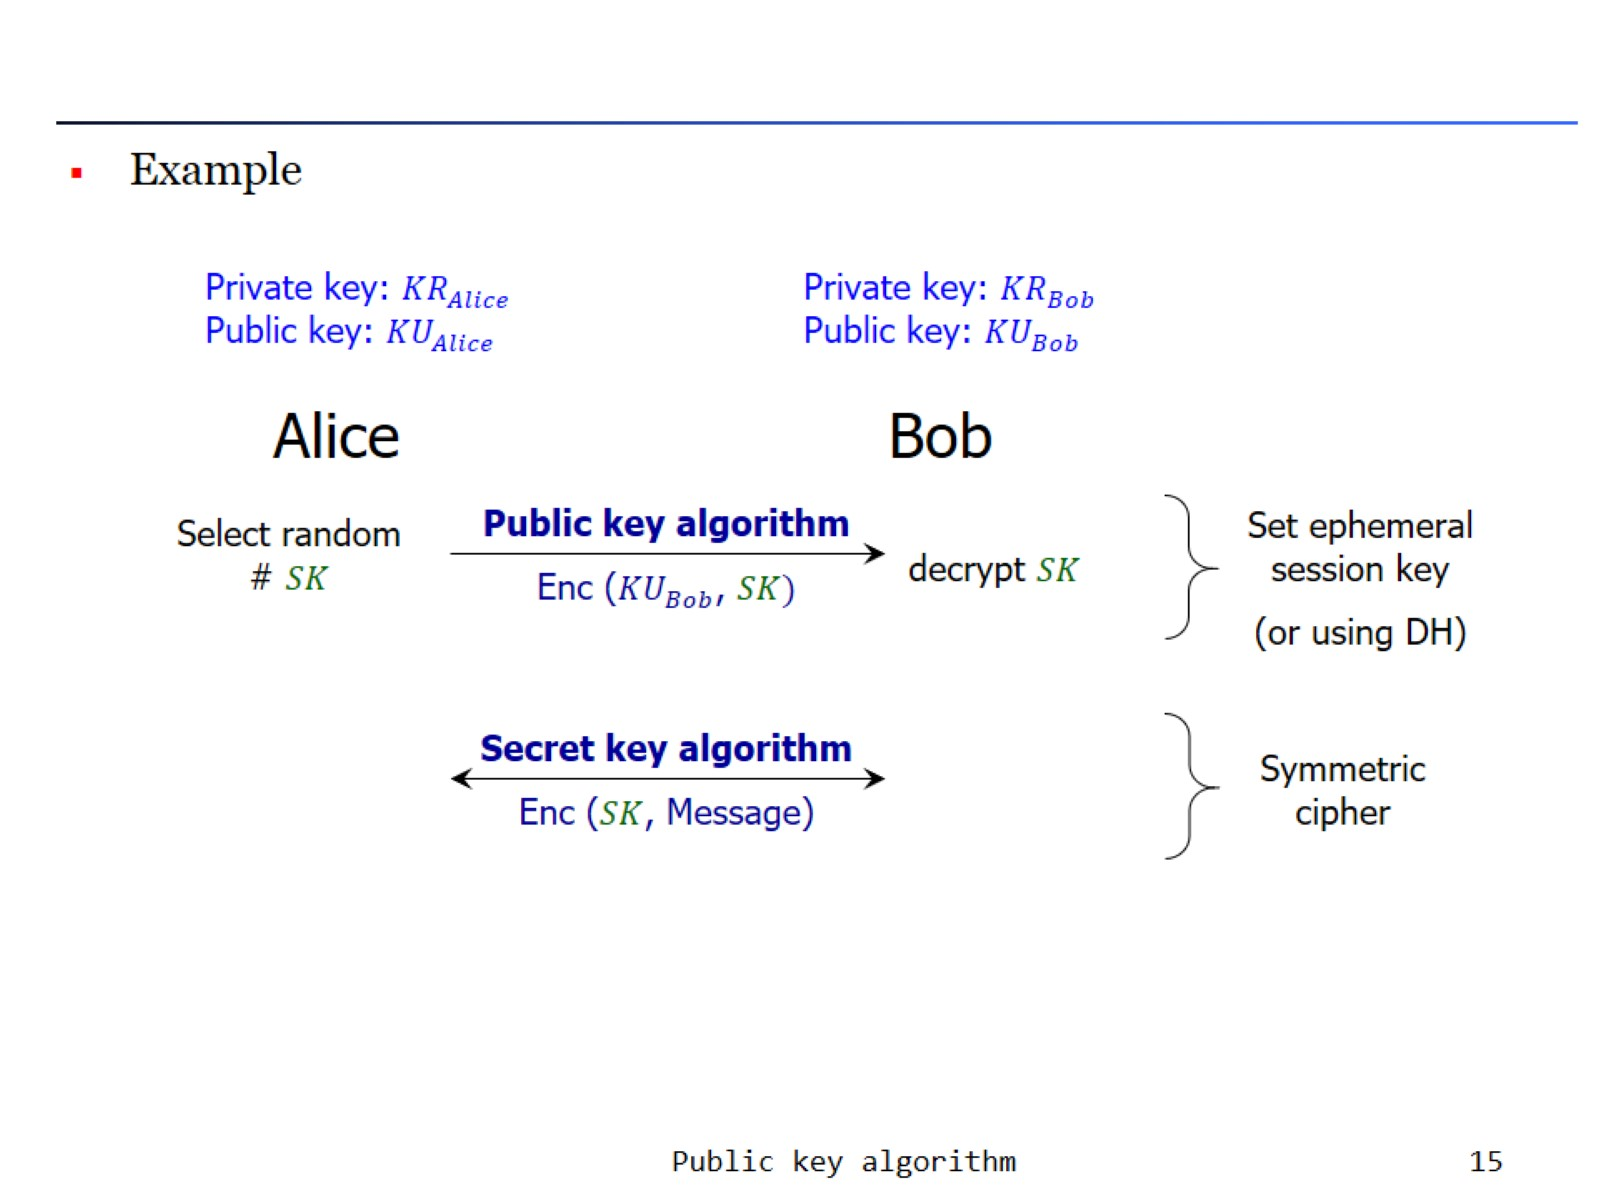 Example
Private key: KR_Alice
Public key: KU_Alice
Private key: KR_Bob
Public key: KU_Bob
Alice
Bob
Select random
# SK
Public key algorithm
Enc (KU_Bob, SK)
decrypt SK
Set ephemeral
session key
(or using DH)
Secret key algorithm
Enc (SK, Message)
Symmetric
cipher
Public key algorithm
15